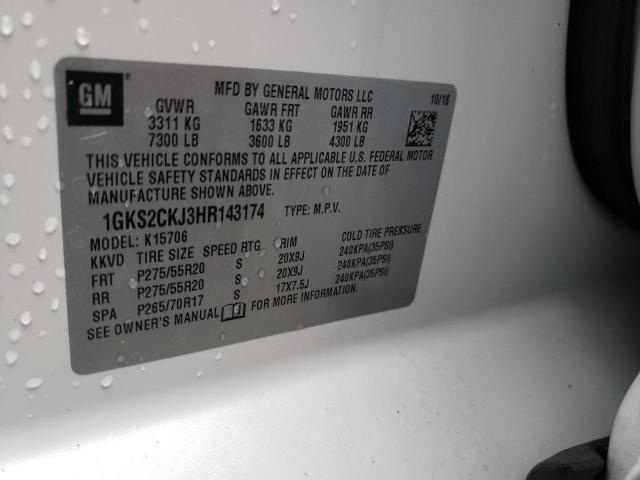 GM
MFD BY GENERAL MOTORS LLC
10/16
GVWR GAWR FRT GAWR RR
3311 KG 1633 KG 1951 KG
7300 LB 3600 LB 4300 LB
THIS VEHICLE CONFORMS TO ALL APPLICABLE U.S. FEDERAL MOTOR
VEHICLE SAFETY STANDARDS IN EFFECT ON THE DATE OF
MANUFACTURE SHOWN ABOVE.
1GKS2CKJ3HR143174 TYPE: M.P.V.
MODEL: K15706
KKVD TIRE SIZE SPEED RTG RIM COLD TIRE PRESSURE
FRT P275/55R20 S 20X9J 240KPA(35PSI)
RR P275/55R20 S 20X9J 240KPA(35PSI)
SPA P265/70R17 S 17X7.5J 240KPA(35PSI)
SEE OWNER'S MANUAL FOR MORE INFORMATION.